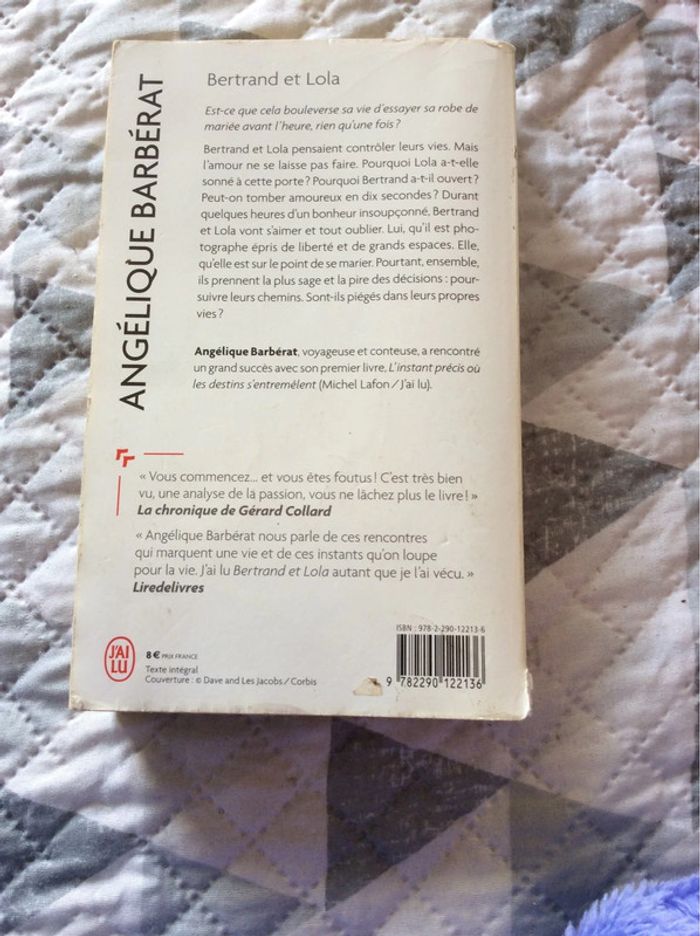 ANGÉLIQUE BARBÉRAT
Bertrand et Lola
Est-ce que cela bouleverse sa vie d'essayer sa robe de
mariée avant l'heure, rien qu'une fois ?
Bertrand et Lola pensaient contrôler leurs vies. Mais
l'amour ne se laisse pas faire. Pourquoi Lola a-t-elle
sonné à cette porte ? Pourquoi Bertrand a-t-il ouvert ?
Peut-on tomber amoureux en dix secondes ? Durant
quelques heures d'un bonheur insoupçonné, Bertrand
et Lola vont s'aimer et tout oublier. Lui, qu'il est pho-
tographe épris de liberté et de grands espaces. Elle,
qu'elle est sur le point de se marier. Pourtant, ensemble,
ils prennent la plus sage et la pire des décisions : pour-
suivre leurs chemins. Sont-ils piégés dans leurs propres
vies ?
Angélique Barbérat, voyageuse et conteuse, a rencontré
un grand succès avec son premier livre, L'instant précis où
les destins s'entremêlent (Michel Lafon / J'ai lu).
« Vous commencez... et vous êtes foutus ! C'est très bien
vu, une analyse de la passion, vous ne lâchez plus le livre ! »
La chronique de Gérard Collard
« Angélique Barbérat nous parle de ces rencontres
qui marquent une vie et de ces instants qu'on loupe
pour la vie. J'ai lu Bertrand et Lola autant que je l'ai vécu. »
Liredelivres
ISBN : 978-2-290-12213-6
J'AI
LU
8 € PRIX FRANCE
Texte intégral
Couverture : © Dave and Les Jacobs / Corbis
9 782290 122136